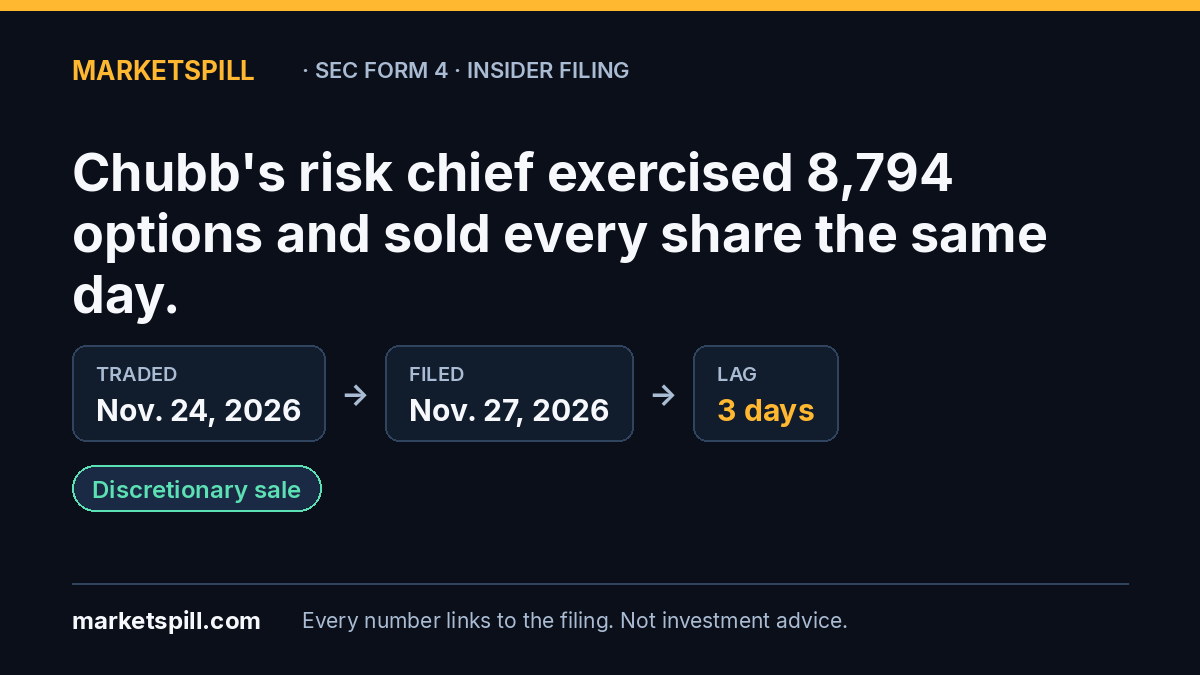 MARKETSPILL · SEC FORM 4 · INSIDER FILING
Chubb's risk chief exercised 8,794
options and sold every share the same
day.
TRADED
Nov. 24, 2026
→
FILED
Nov. 27, 2026
→
LAG
3 days
Discretionary sale
marketspill.com Every number links to the filing. Not investment advice.